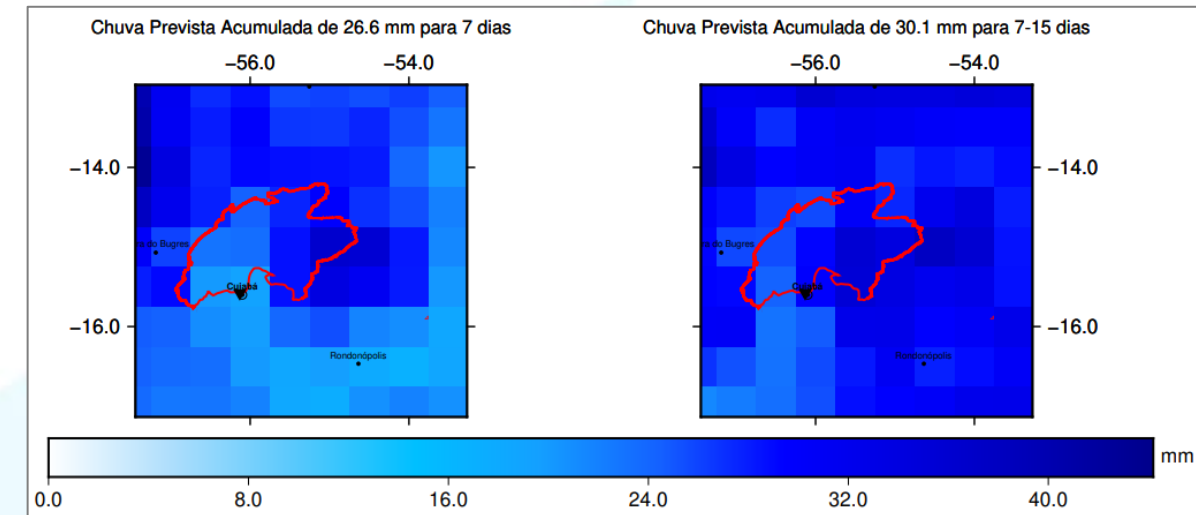 Chuva Prevista Acumulada de 26.6 mm para 7 dias
−56.0 −54.0
−14.0
−16.0
ra do Bugres
Cuiabá
Rondonópolis
Chuva Prevista Acumulada de 30.1 mm para 7-15 dias
−56.0 −54.0
−14.0
−16.0
ra do Bugres
Cuiabá
Rondonópolis
0.0 8.0 16.0 24.0 32.0 40.0 mm